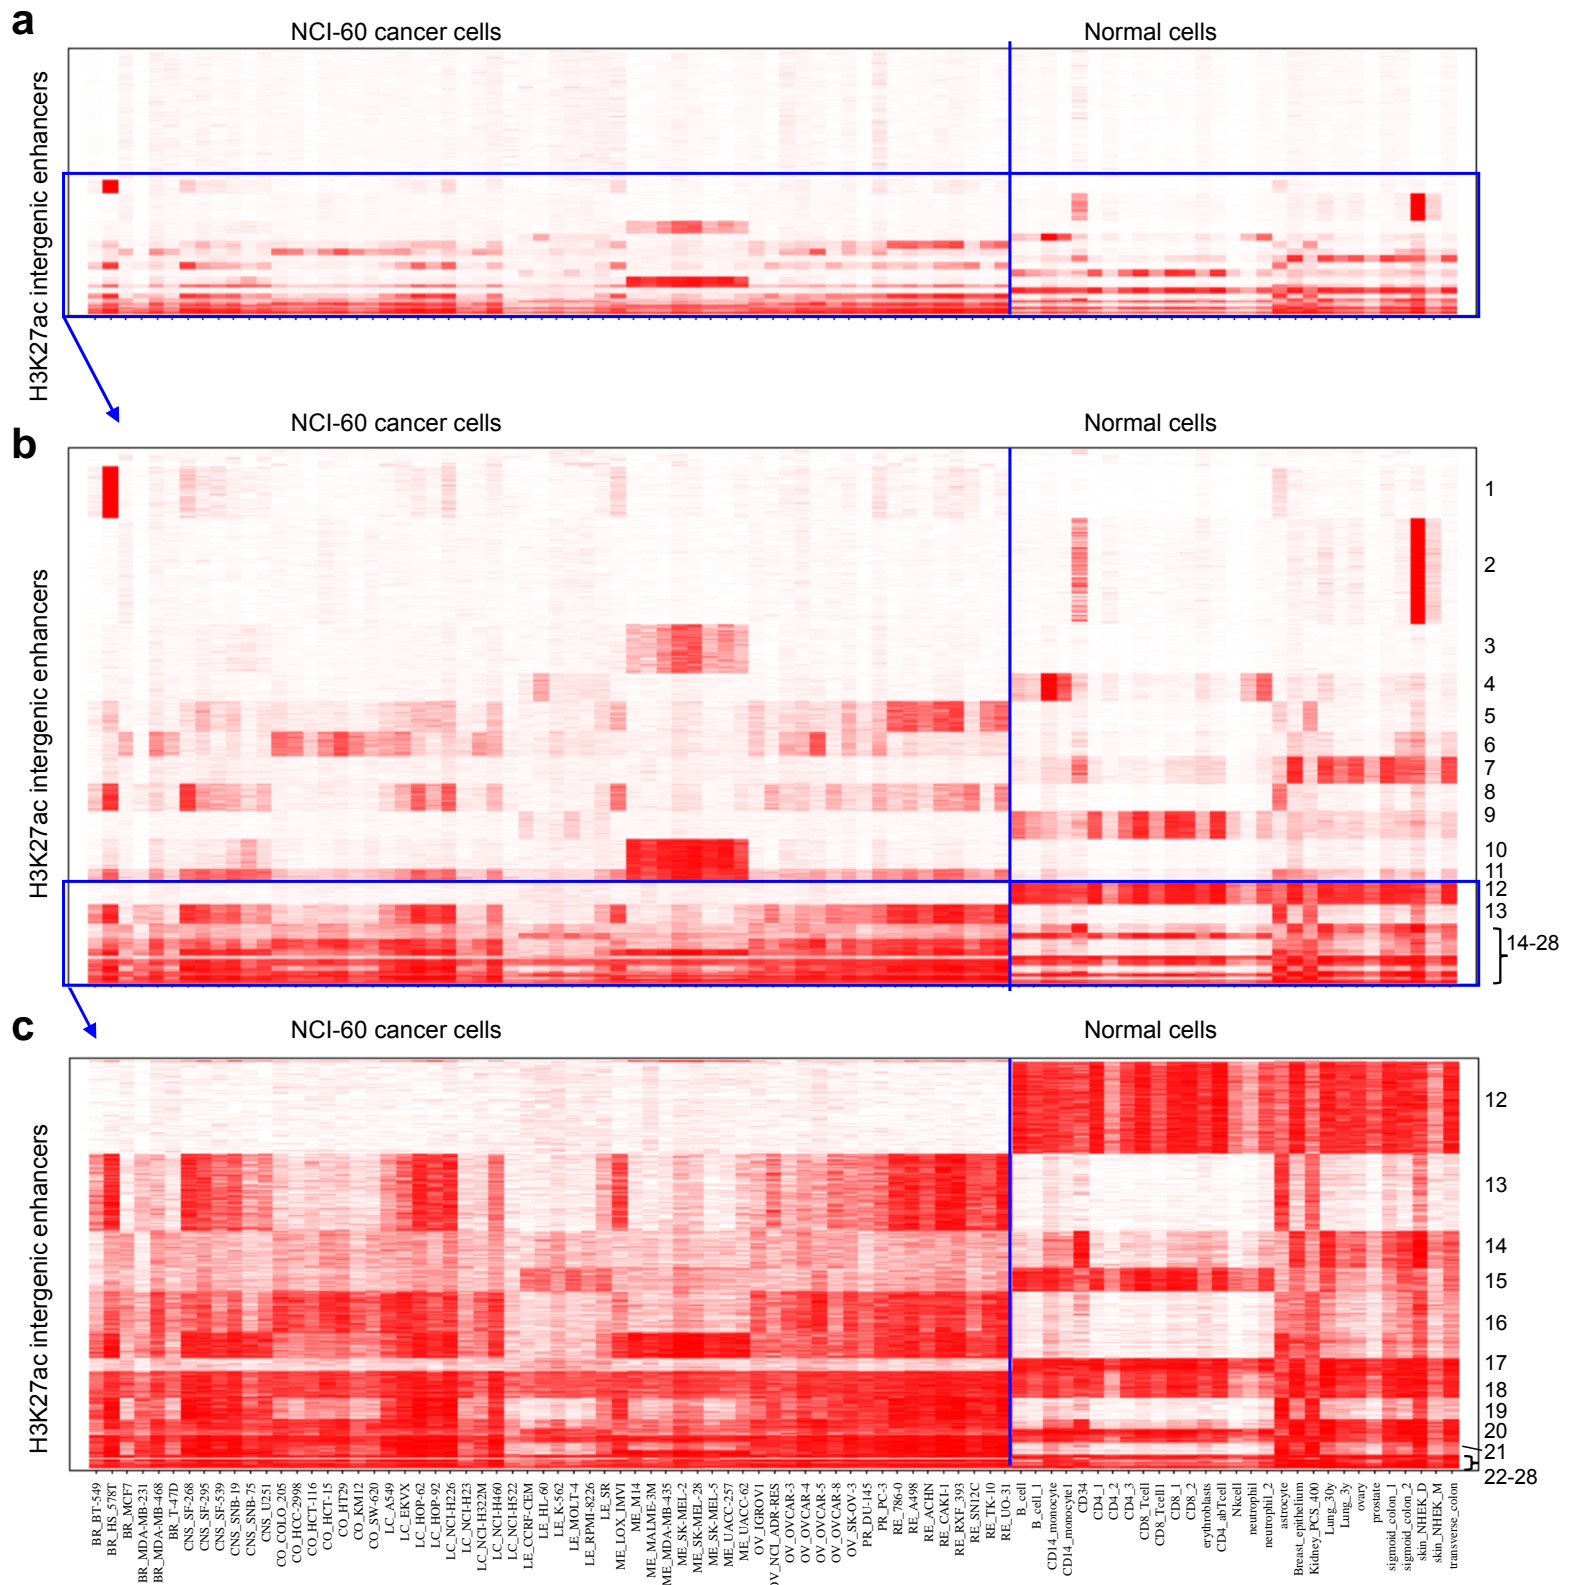 a
NCI-60 cancer cells
Normal cells
H3K27ac intergenic enhancers
b
NCI-60 cancer cells
Normal cells
H3K27ac intergenic enhancers
1
2
3
4
5
6
7
8
9
10
11
12
13
14-28
c
NCI-60 cancer cells
Normal cells
H3K27ac intergenic enhancers
12
13
14
15
16
17
18
19
20
21
22-28
BR_BT-549
BR_HS_578T
BR_MCF7
BR_MDA-MB-231
BR_MDA-MB-468
BR_T-47D
CNS_SF-268
CNS_SF-295
CNS_SF-539
CNS_SNB-19
CNS_SNB-75
CNS_U251
CO_COLO_205
CO_HCC-2998
CO_HCT-116
CO_HCT-15
CO_HT29
CO_KM12
CO_SW-620
LC_A549
LC_EKVX
LC_HOP-62
LC_HOP-92
LC_NCI-H226
LC_NCI-H23
LC_NCI-H322M
LC_NCI-H460
LC_NCI-H522
LE_CCRF-CEM
LE_HL-60
LE_K-562
LE_MOLT-4
LE_RPMI-8226
LE_SR
ME_LOX_IMVI
ME_M14
ME_MALME-3M
ME_MDA-MB-435
ME_SK-MEL-2
ME_SK-MEL-28
ME_SK-MEL-5
ME_UACC-257
ME_UACC-62
OV_IGROV1
OV_NCI_ADR-RES
OV_OVCAR-3
OV_OVCAR-4
OV_OVCAR-5
OV_OVCAR-8
OV_SK-OV-3
PR_DU-145
PR_PC-3
RE_786-0
RE_A498
RE_ACHN
RE_CAKI-1
RE_RXF_393
RE_SN12C
RE_TK-10
RE_UO-31
B_cell
B_cell_1
CD14_monocyte
CD14_monocyte1
CD34
CD4_1
CD4_2
CD4_3
CD8_Tcell
CD8_Tcell1
CD8_1
CD8_2
erythroblasts
CD4_abTcell
Nkcell
neutrophil
neutrophil_2
astrocyte
Breast_epithelium
Kidney_PCS_400
Lung_30y
Lung_3y
ovary
prostate
sigmoid_colon_1
sigmoid_colon_2
skin_NHEK_D
skin_NHEK_M
transverse_colon